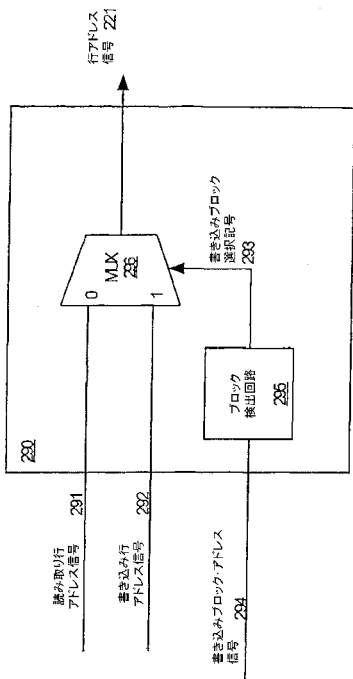 290
読み取り行
アドレス信号
291
書き込み行
アドレス信号
292
書き込みブロック・アドレス
信号
294
0
1
MUX
296
ブロック
検出回路
295
書き込みブロック
選択記号
293
行アドレス
信号 221